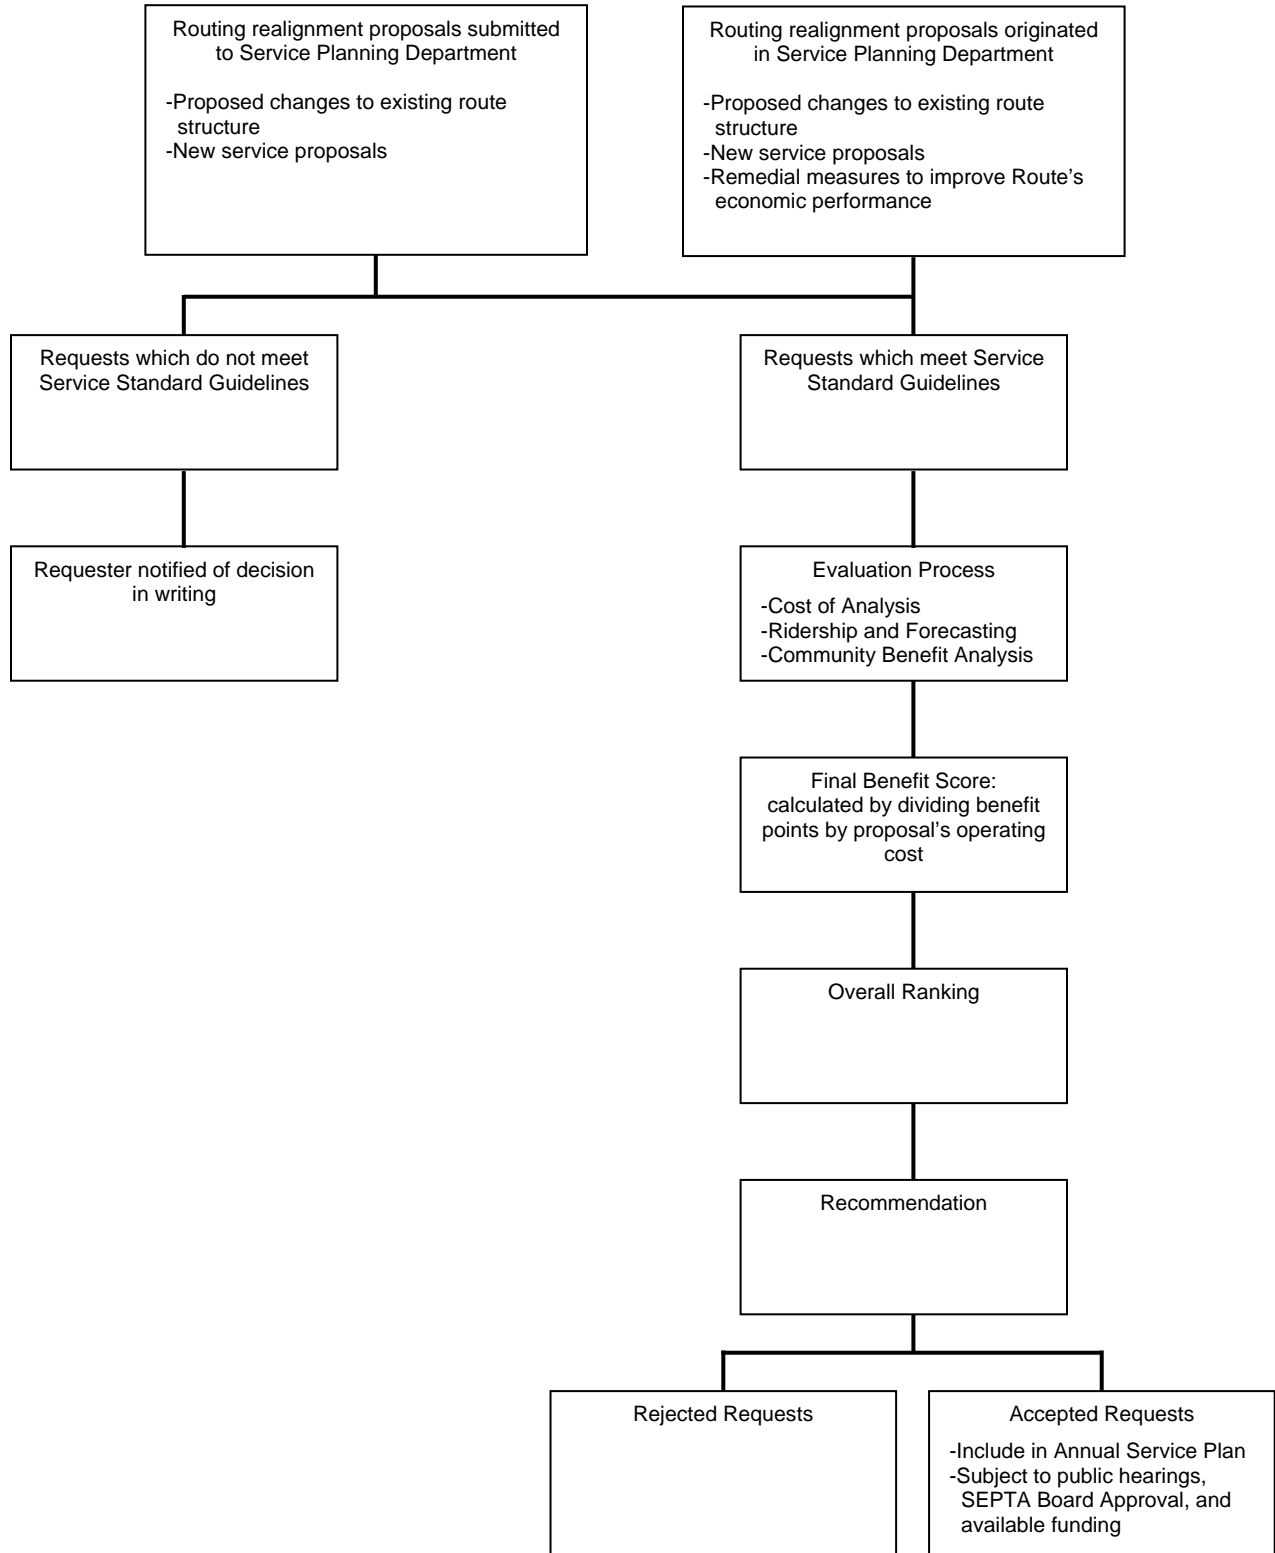 Routing realignment proposals submitted
to Service Planning Department
-Proposed changes to existing route
structure
-New service proposals
Routing realignment proposals originated
in Service Planning Department
-Proposed changes to existing route
structure
-New service proposals
-Remedial measures to improve Route’s
economic performance
Requests which do not meet
Service Standard Guidelines
Requests which meet Service
Standard Guidelines
Requester notified of decision
in writing
Evaluation Process
-Cost of Analysis
-Ridership and Forecasting
-Community Benefit Analysis
Final Benefit Score:
calculated by dividing benefit
points by proposal’s operating
cost
Overall Ranking
Recommendation
Rejected Requests
Accepted Requests
-Include in Annual Service Plan
-Subject to public hearings,
SEPTA Board Approval, and
available funding